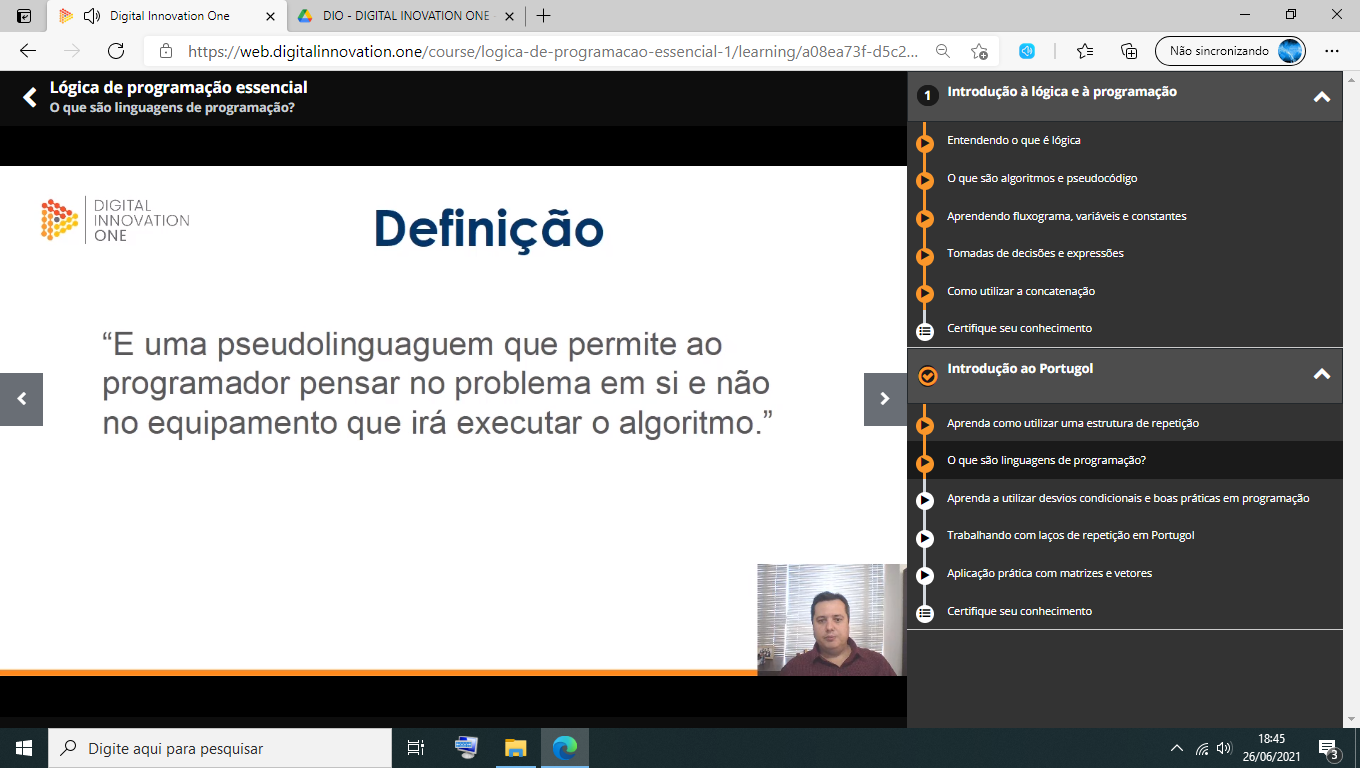 Digital Innovation One
DIO - DIGITAL INOVATION ONE
https://web.digitalinnovation.one/course/logica-de-programacao-essencial-1/learning/a08ea73f-d5c2...
Não sincronizando
Lógica de programação essencial
O que são linguagens de programação?
DIGITAL
INNOVATION
ONE
Definição
“E uma pseudolinguaguem que permite ao
programador pensar no problema em si e não
no equipamento que irá executar o algoritmo.”
1 Introdução à lógica e à programação
Entendendo o que é lógica
O que são algoritmos e pseudocódigo
Aprendendo fluxograma, variáveis e constantes
Tomadas de decisões e expressões
Como utilizar a concatenação
Certifique seu conhecimento
Introdução ao Portugol
Aprenda como utilizar uma estrutura de repetição
O que são linguagens de programação?
Aprenda a utilizar desvios condicionais e boas práticas em programação
Trabalhando com laços de repetição em Portugol
Aplicação prática com matrizes e vetores
Certifique seu conhecimento
Digite aqui para pesquisar
18:45
26/06/2021
3